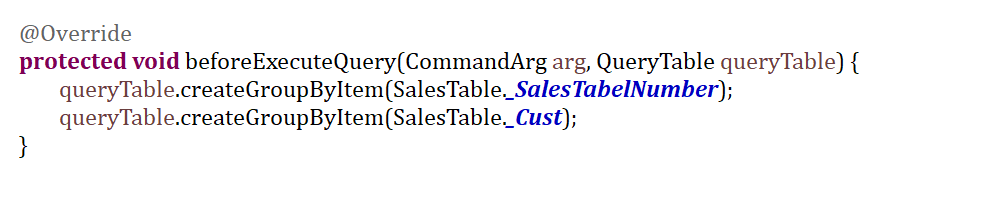 @Override
protected void beforeExecuteQuery(CommandArg arg, QueryTable queryTable) {
queryTable.createGroupByItem(SalesTable._SalesTabelNumber);
queryTable.createGroupByItem(SalesTable._Cust);
}